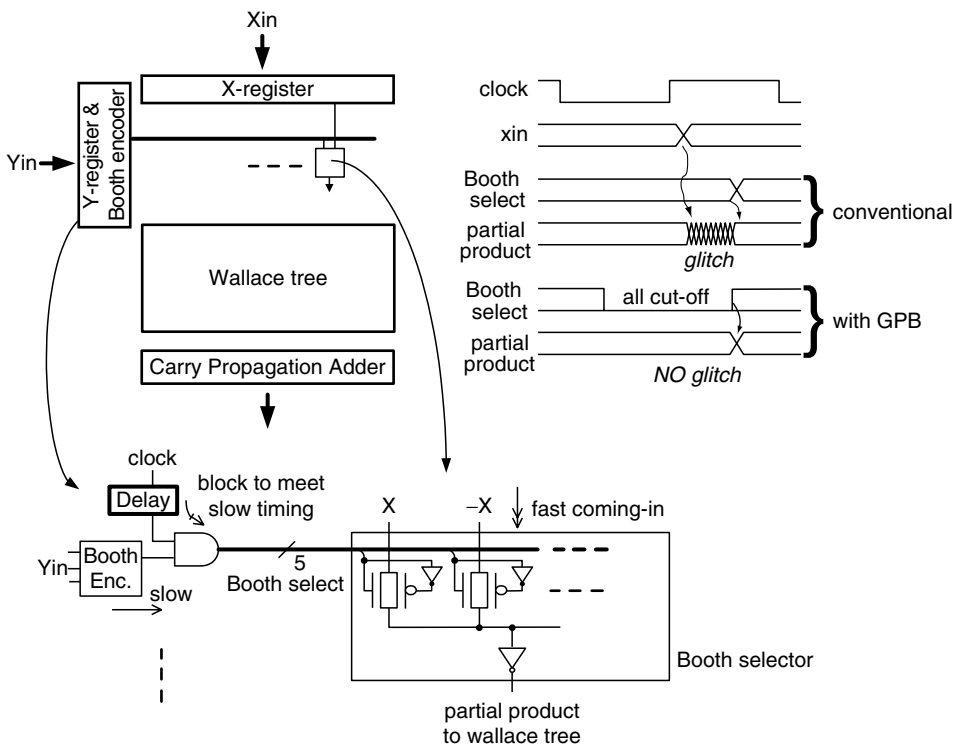 Xin
X-register
Y-register &
Booth encoder
Yin
Wallace tree
Carry Propagation Adder
clock
xin
Booth
select
partial
product
glitch
conventional
Booth
select
all cut-off
partial
product
NO glitch
with GPB
clock
Delay
block to meet
slow timing
Yin
Booth
Enc.
slow
5
Booth select
X
–X
fast coming-in
Booth selector
partial product
to wallace tree